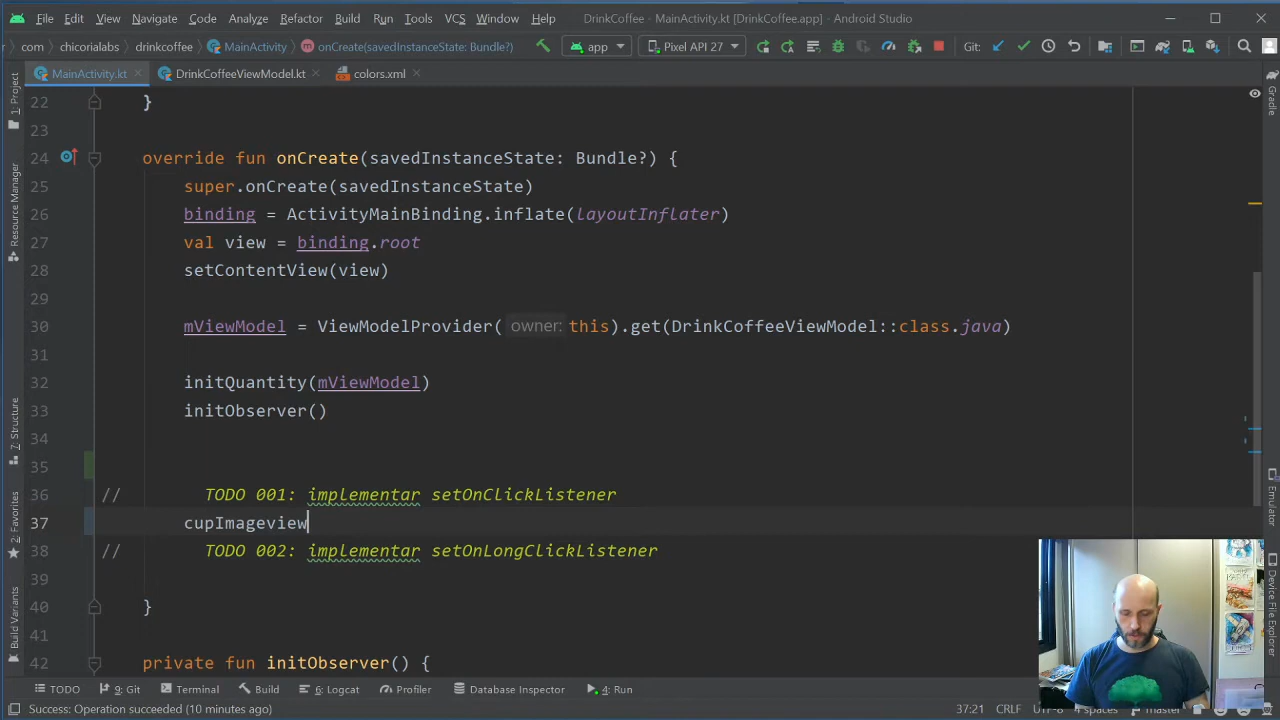 File Edit View Navigate Code Analyze Refactor Build Run Tools VCS Window Help DrinkCoffee - MainActivity.kt [DrinkCoffee.app] - Android Studio
com chicorialabs drinkcoffee MainActivity onCreate(savedInstanceState: Bundle?) app Pixel API 27 Git:
MainActivity.kt DrinkCoffeeViewModel.kt colors.xml
1: Project
Resource Manager
7: Structure
2: Favorites
Build Variants
22 }
23
24 override fun onCreate(savedInstanceState: Bundle?) {
25 super.onCreate(savedInstanceState)
26 binding = ActivityMainBinding.inflate(layoutInflater)
27 val view = binding.root
28 setContentView(view)
29
30 mViewModel = ViewModelProvider( owner: this).get(DrinkCoffeeViewModel::class.java)
31
32 initQuantity(mViewModel)
33 initObserver()
34
35
36 // TODO 001: implementar setOnClickListener
37 cupImageview
38 // TODO 002: implementar setOnLongClickListener
39
40 }
41
42 private fun initObserver() {
Gradle
Emulator
Device File Explorer
TODO 9: Git Terminal Build 6: Logcat Profiler Database Inspector 4: Run
Success: Operation succeeded (10 minutes ago) 37:21 CRLF UTF-8 4 spaces master